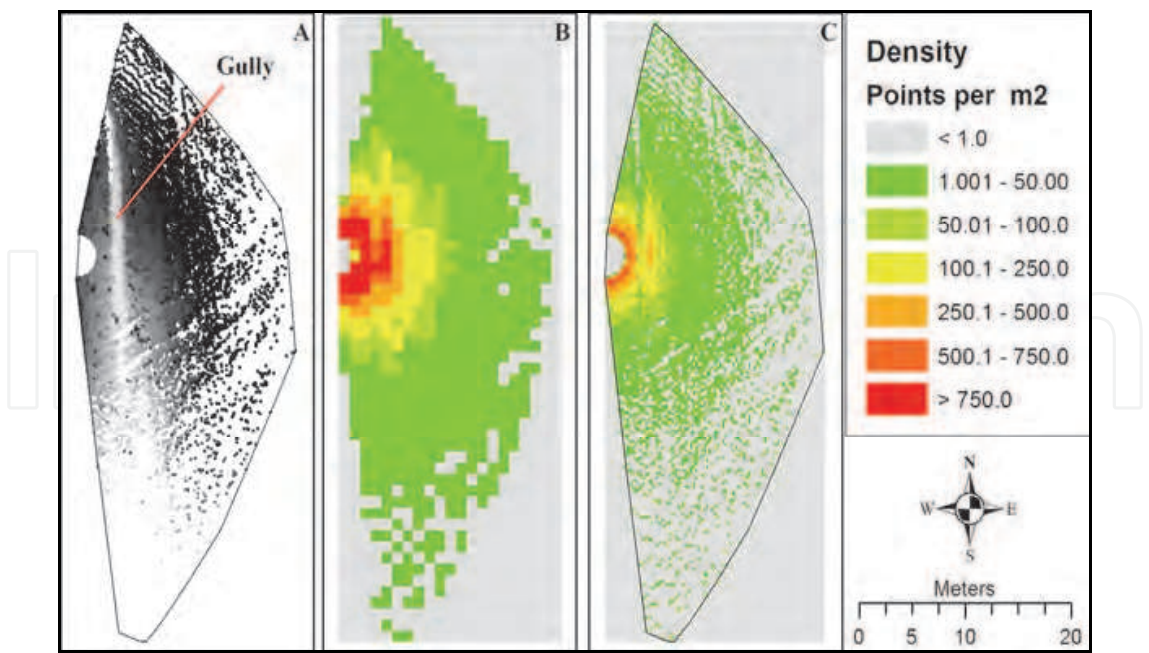 A
B
C
Gully
Density
Points per m2
< 1.0
1.001 - 50.00
50.01 - 100.0
100.1 - 250.0
250.1 - 500.0
500.1 - 750.0
> 750.0
N
W E
S
Meters
0 5 10 20